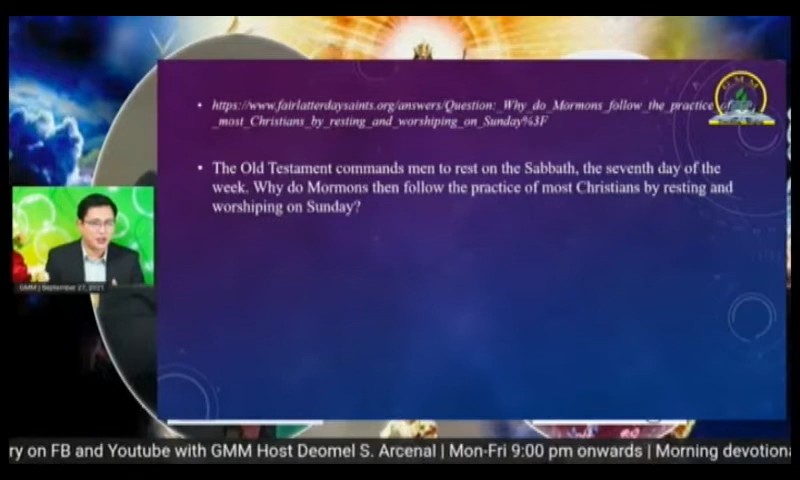 https://www.fairlatterdaysaints.org/answers/Question:_Why_do_Mormons_follow_the_practice_of
_most_Christians_by_resting_and_worshiping_on_Sunday%3F
The Old Testament commands men to rest on the Sabbath, the seventh day of the
week. Why do Mormons then follow the practice of most Christians by resting and
worshiping on Sunday?
GMM
GMM | September 27, 2021
ry on FB and Youtube with GMM Host Deomel S. Arcenal | Mon-Fri 9:00 pm onwards | Morning devotiona